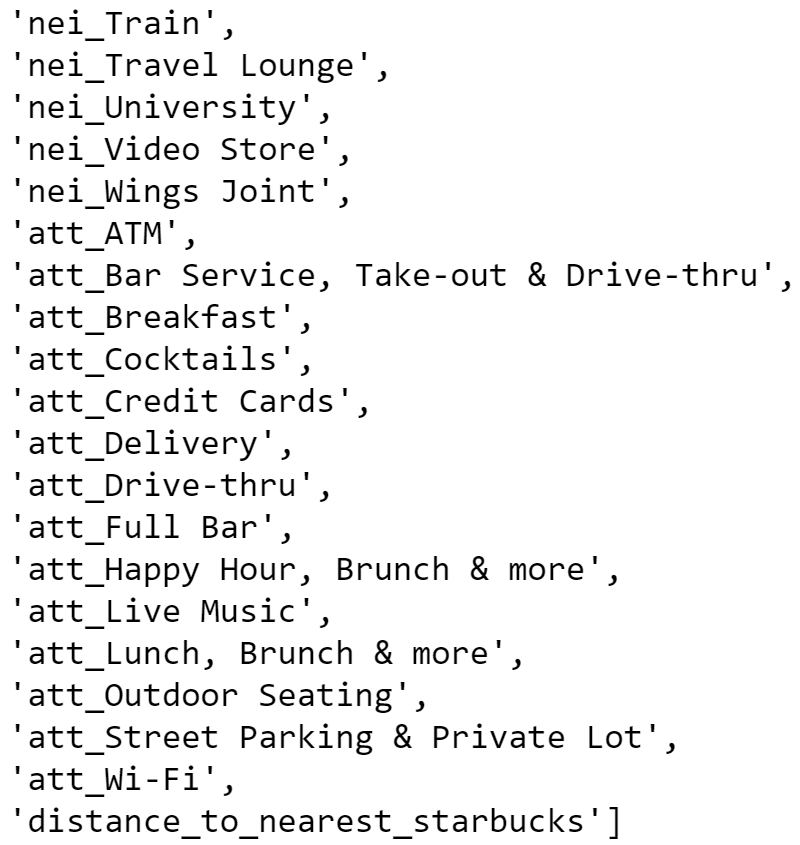 'nei_Train',
'nei_Travel Lounge',
'nei_University',
'nei_Video Store',
'nei_Wings Joint',
'att_ATM',
'att_Bar Service, Take-out & Drive-thru',
'att_Breakfast',
'att_Cocktails',
'att_Credit Cards',
'att_Delivery',
'att_Drive-thru',
'att_Full Bar',
'att_Happy Hour, Brunch & more',
'att_Live Music',
'att_Lunch, Brunch & more',
'att_Outdoor Seating',
'att_Street Parking & Private Lot',
'att_Wi-Fi',
'distance_to_nearest_starbucks']